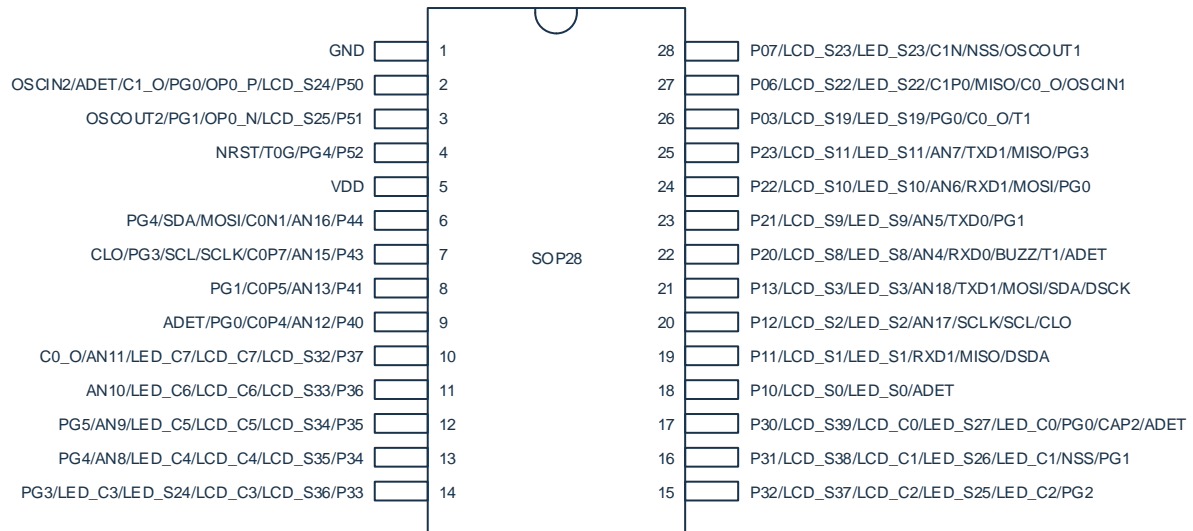 GND 1 28 P07/LCD_S23/LED_S23/C1N/NSS/OSCOUT1
OSCIN2/ADET/C1_O/PG0/OP0_P/LCD_S24/P50 2 27 P06/LCD_S22/LED_S22/C1P0/MISO/C0_O/OSCIN1
OSCOUT2/PG1/OP0_N/LCD_S25/P51 3 26 P03/LCD_S19/LED_S19/PG0/C0_O/T1
NRST/T0G/PG4/P52 4 25 P23/LCD_S11/LED_S11/AN7/TXD1/MISO/PG3
VDD 5 24 P22/LCD_S10/LED_S10/AN6/RXD1/MOSI/PG0
PG4/SDA/MOSI/C0N1/AN16/P44 6 23 P21/LCD_S9/LED_S9/AN5/TXD0/PG1
CLO/PG3/SCL/SCLK/C0P7/AN15/P43 7 SOP28 22 P20/LCD_S8/LED_S8/AN4/RXD0/BUZZ/T1/ADET
PG1/C0P5/AN13/P41 8 21 P13/LCD_S3/LED_S3/AN18/TXD1/MOSI/SDA/DSCK
ADET/PG0/C0P4/AN12/P40 9 20 P12/LCD_S2/LED_S2/AN17/SCLK/SCL/CLO
C0_O/AN11/LED_C7/LCD_C7/LCD_S32/P37 10 19 P11/LCD_S1/LED_S1/RXD1/MISO/DSDA
AN10/LED_C6/LCD_C6/LCD_S33/P36 11 18 P10/LCD_S0/LED_S0/ADET
PG5/AN9/LED_C5/LCD_C5/LCD_S34/P35 12 17 P30/LCD_S39/LCD_C0/LED_S27/LED_C0/PG0/CAP2/ADET
PG4/AN8/LED_C4/LCD_C4/LCD_S35/P34 13 16 P31/LCD_S38/LCD_C1/LED_S26/LED_C1/NSS/PG1
PG3/LED_C3/LED_S24/LCD_C3/LCD_S36/P33 14 15 P32/LCD_S37/LCD_C2/LED_S25/LED_C2/PG2